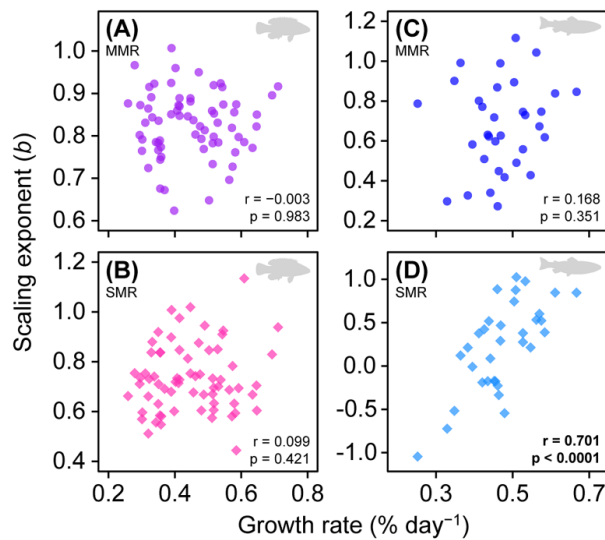 (A)
MMR
1.0
0.9
0.8
0.7
0.6
r = −0.003
p = 0.983
(C)
MMR
1.2
1.0
0.8
0.6
0.4
0.2
r = 0.168
p = 0.351
Scaling exponent (b)
(B)
SMR
1.2
1.0
0.8
0.6
0.4
r = 0.099
p = 0.421
0.2 0.4 0.6 0.8
(D)
SMR
1.0
0.5
0.0
-0.5
-1.0
r = 0.701
p < 0.0001
0.3 0.5 0.7
Growth rate (% day⁻¹)